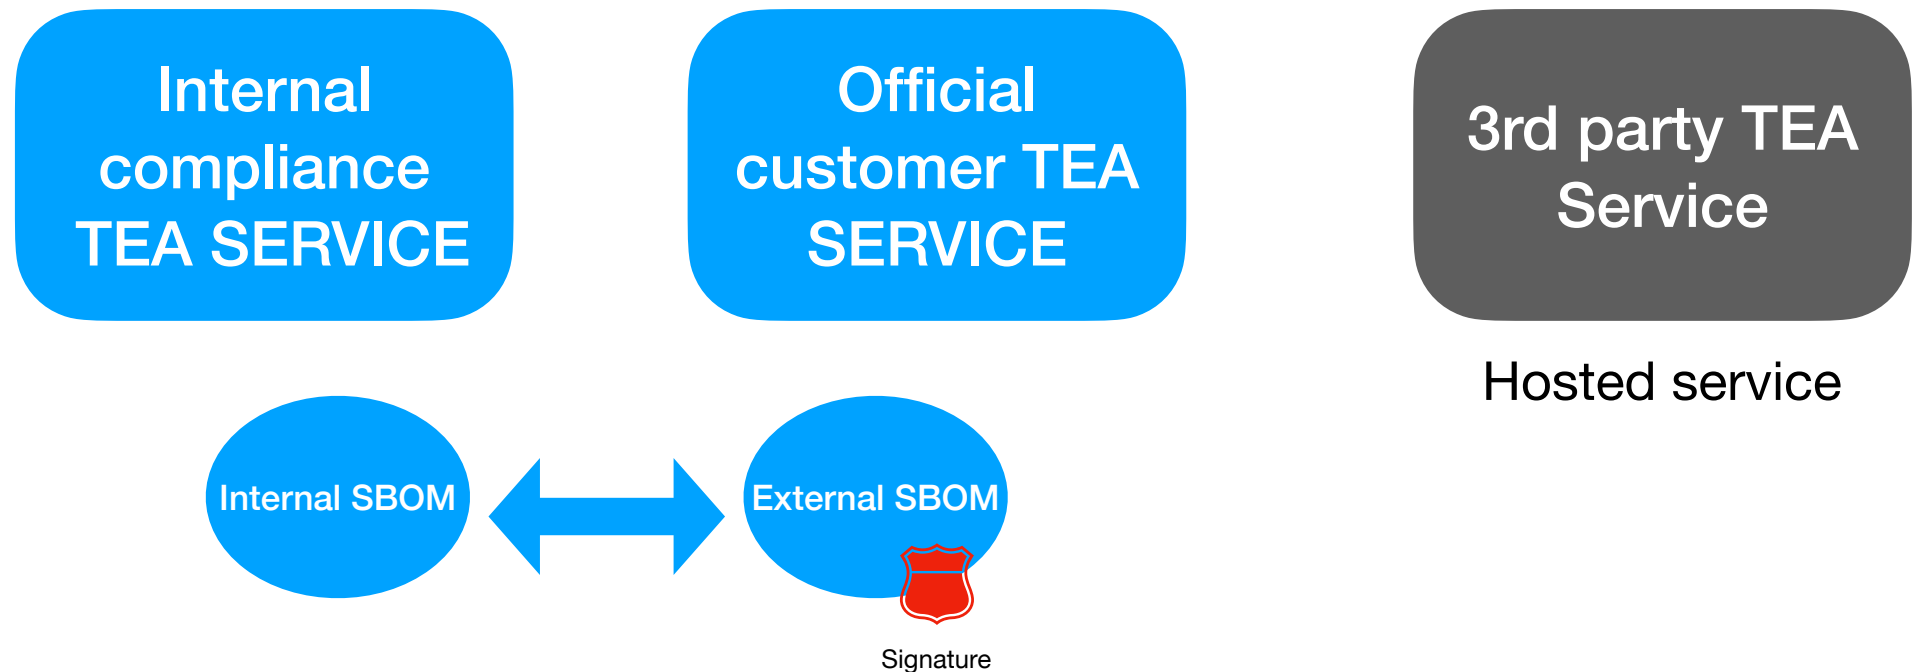 Internal
compliance
TEA SERVICE
Official
customer TEA
SERVICE
3rd party TEA
Service
Hosted service
Internal SBOM
External SBOM
Signature